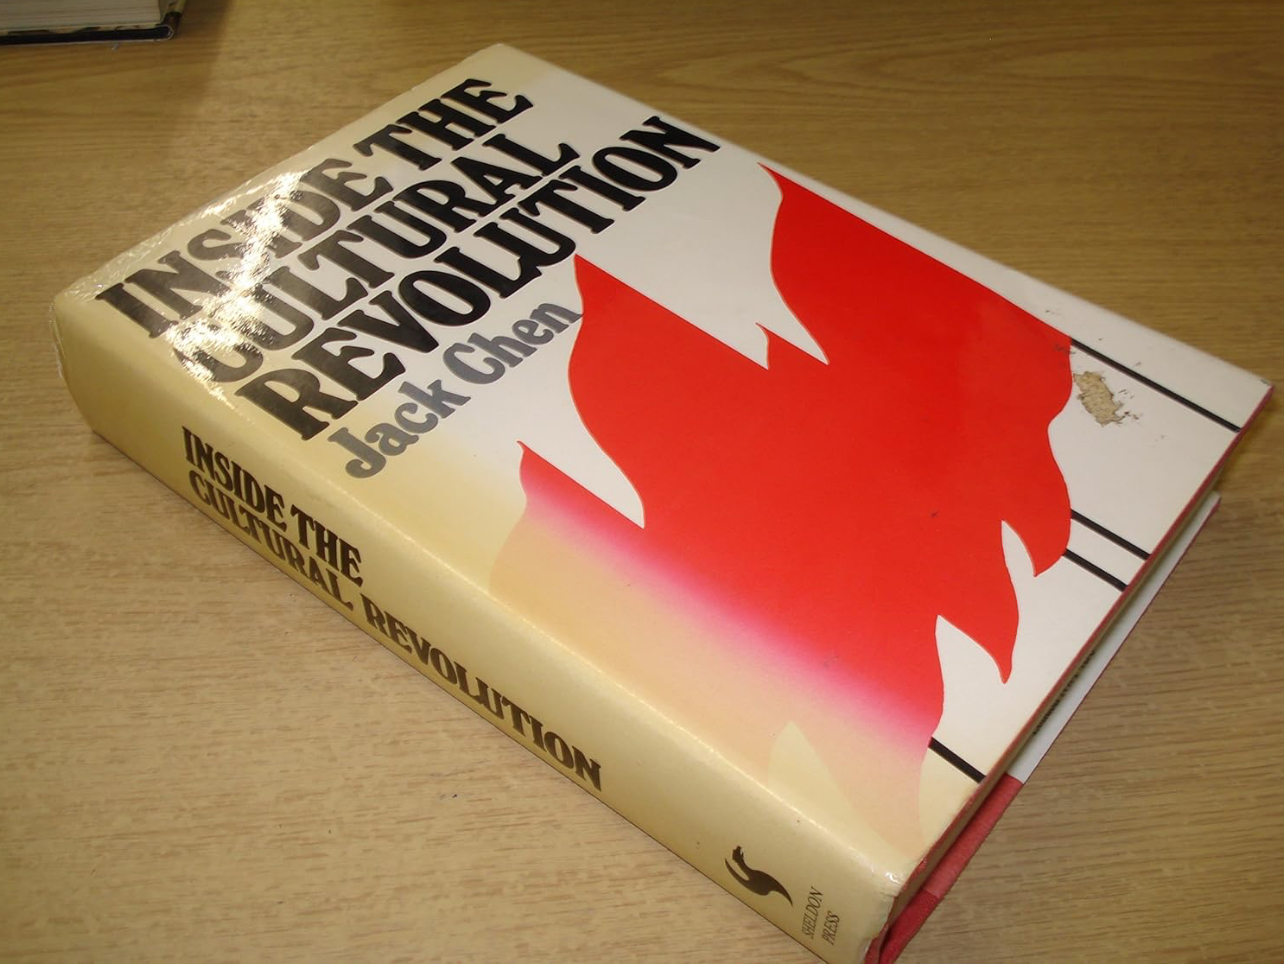 INSIDE THE
CULTURAL
REVOLUTION
Jack Chen
INSIDE THE
CULTURAL REVOLUTION
SHELDON
PRESS